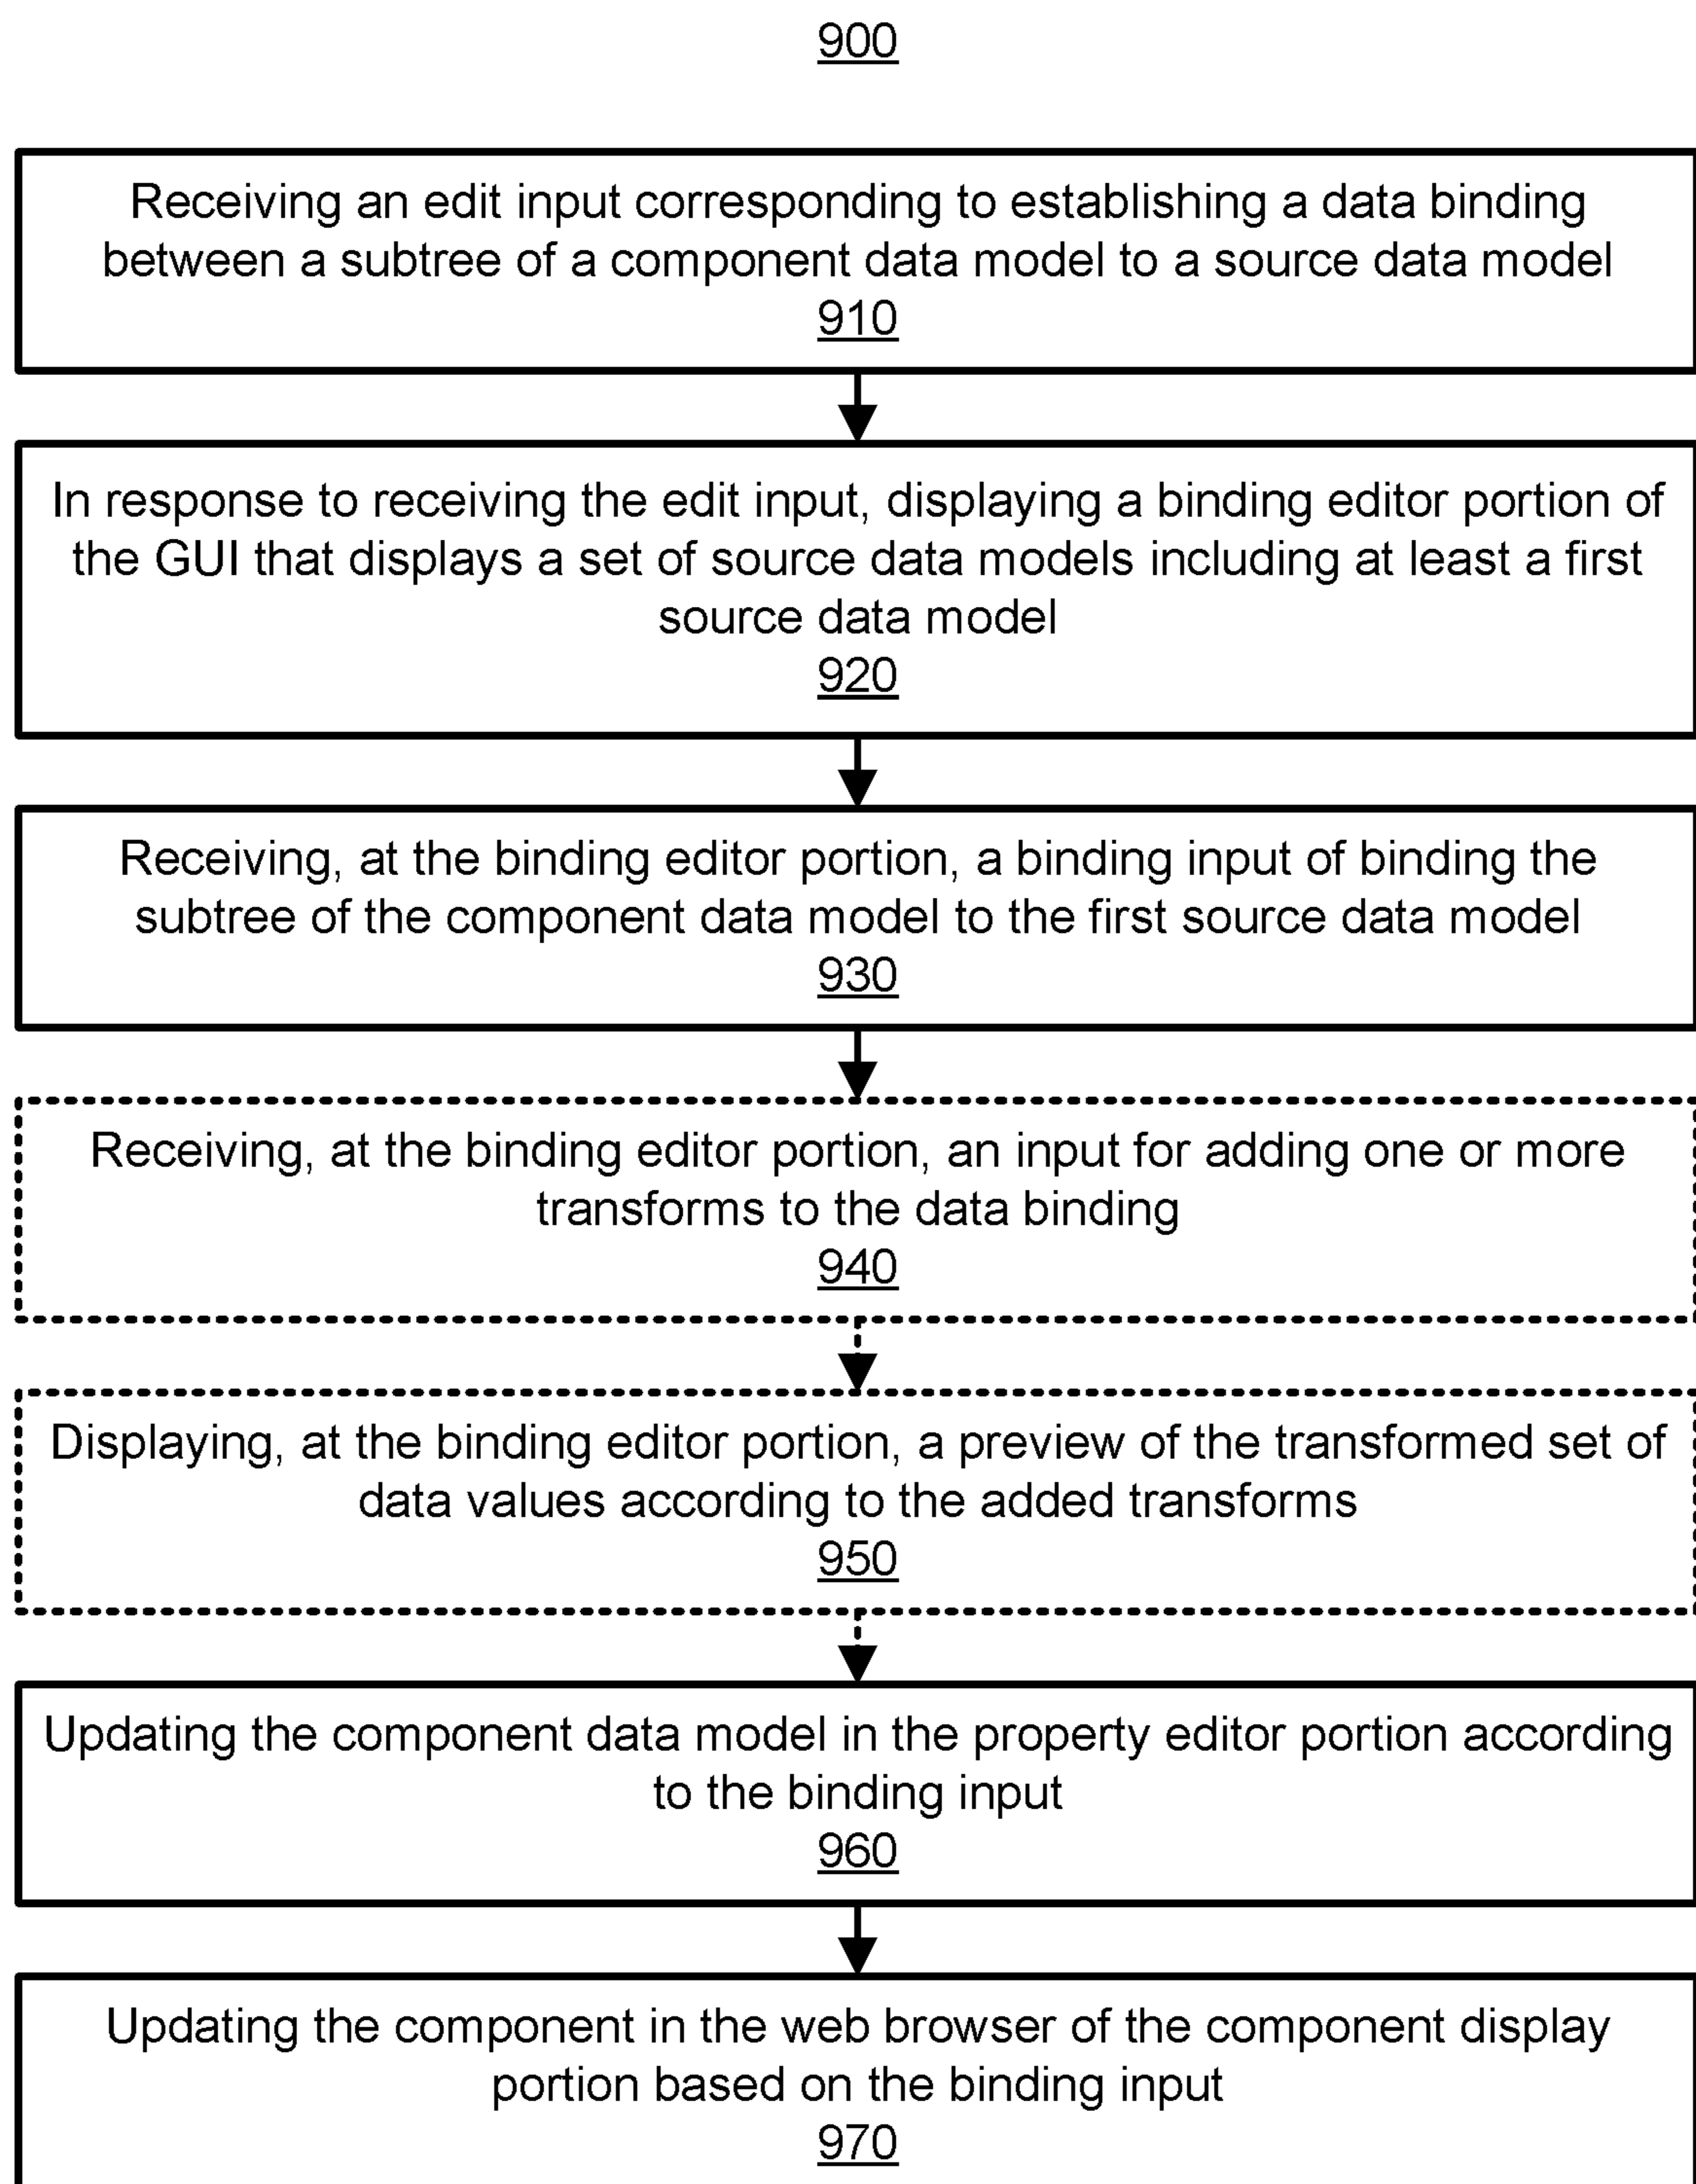 900
Receiving an edit input corresponding to establishing a data binding
between a subtree of a component data model to a source data model
910
In response to receiving the edit input, displaying a binding editor portion of
the GUI that displays a set of source data models including at least a first
source data model
920
Receiving, at the binding editor portion, a binding input of binding the
subtree of the component data model to the first source data model
930
Receiving, at the binding editor portion, an input for adding one or more
transforms to the data binding
940
Displaying, at the binding editor portion, a preview of the transformed set of
data values according to the added transforms
950
Updating the component data model in the property editor portion according
to the binding input
960
Updating the component in the web browser of the component display
portion based on the binding input
970